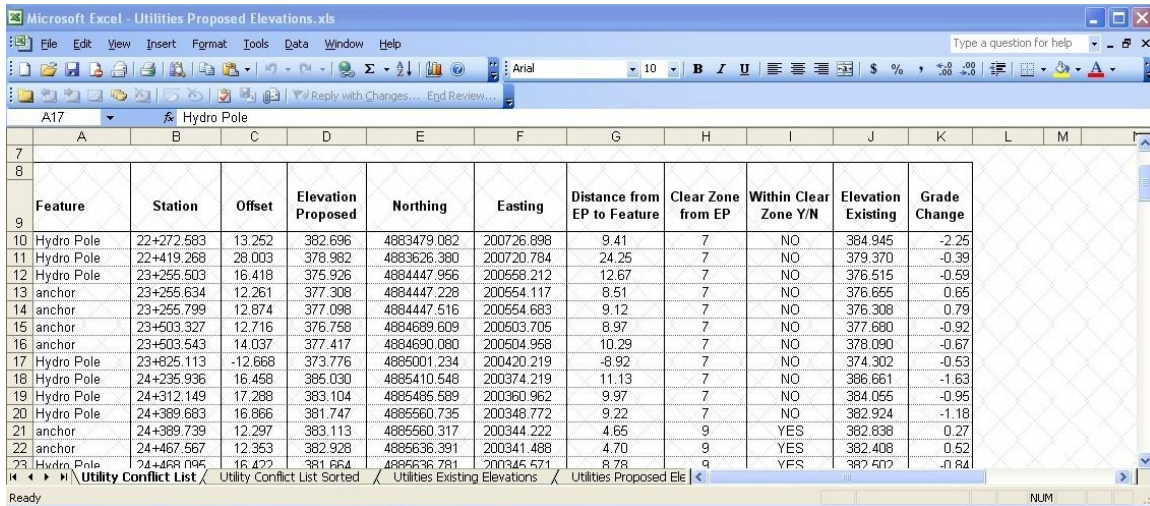 Microsoft Excel - Utilities Proposed Elevations.xls
File Edit View Insert Format Tools Data Window Help Type a question for help
Arial 10 B I U $ % ,
Reply with Changes... End Review...
A17 fx Hydro Pole
A B C D E F G H I J K L M
7
8
9 Feature Station Offset Elevation Proposed Northing Easting Distance from EP to Feature Clear Zone from EP Within Clear Zone Y/N Elevation Existing Grade Change
10 Hydro Pole 22+272.583 13.252 382.696 4883479.082 200726.898 9.41 7 NO 384.945 -2.25
11 Hydro Pole 22+419.268 28.003 378.982 4883626.380 200720.784 24.25 7 NO 379.370 -0.39
12 Hydro Pole 23+255.503 16.418 375.926 4884447.956 200558.212 12.67 7 NO 376.515 -0.59
13 anchor 23+255.634 12.261 377.308 4884447.228 200554.117 8.51 7 NO 376.655 0.65
14 anchor 23+255.799 12.874 377.098 4884447.516 200554.683 9.12 7 NO 376.308 0.79
15 anchor 23+503.327 12.716 376.758 4884689.609 200503.705 8.97 7 NO 377.680 -0.92
16 anchor 23+503.543 14.037 377.417 4884690.080 200504.958 10.29 7 NO 378.090 -0.67
17 Hydro Pole 23+825.113 -12.668 373.776 4885001.234 200420.219 -8.92 7 NO 374.302 -0.53
18 Hydro Pole 24+235.936 16.458 385.030 4885410.548 200374.219 11.13 7 NO 386.661 -1.63
19 Hydro Pole 24+312.149 17.288 383.104 4885485.589 200360.962 9.97 7 NO 384.055 -0.95
20 Hydro Pole 24+389.683 16.866 381.747 4885560.735 200348.772 9.22 7 NO 382.924 -1.18
21 anchor 24+389.739 12.297 383.113 4885560.317 200344.222 4.65 9 YES 382.838 0.27
22 anchor 24+467.567 12.353 382.928 4885636.391 200341.488 4.70 9 YES 382.408 0.52
23 Hydro Pole 24+468.095 16.422 381.664 4885636.781 200345.571 8.78 9 YES 382.502 -0.84
Utility Conflict List Utility Conflict List Sorted Utilities Existing Elevations Utilities Proposed Ele
Ready NUM